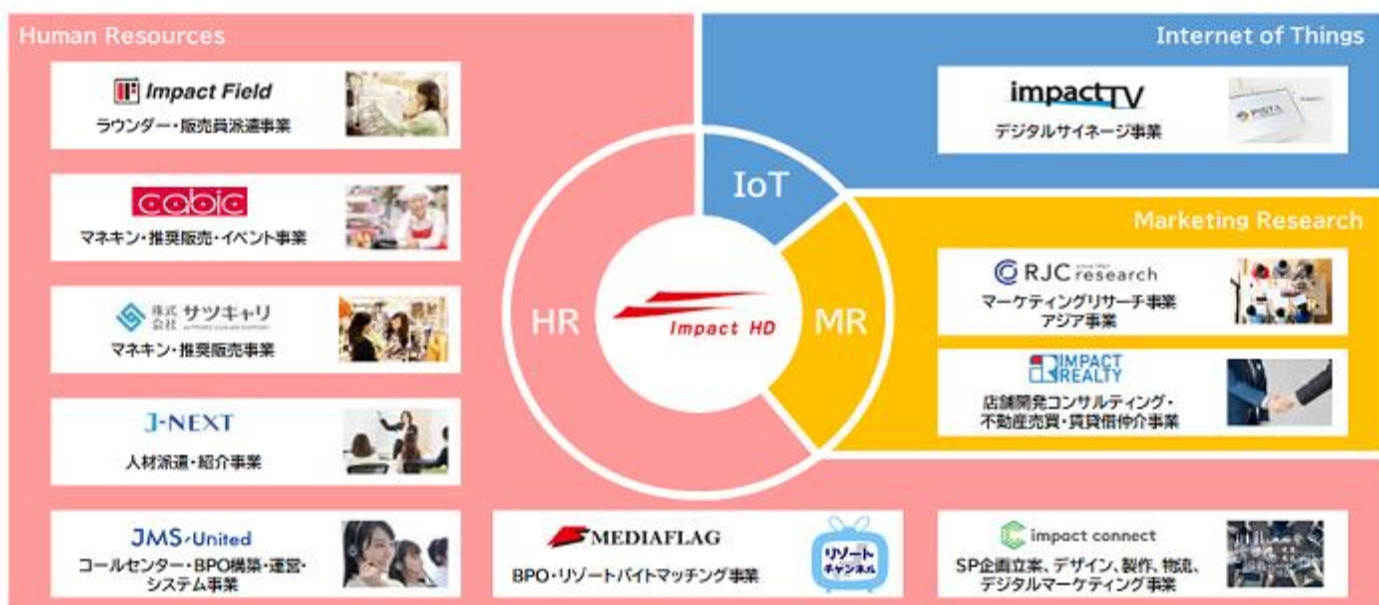 Human Resources
Impact Field
ラウンダー・販売員派遣事業
cabic
マネキン・推奨販売・イベント事業
株式会社 サツキャリ
マネキン・推奨販売事業
J-NEXT
人材派遣・紹介事業
JMS United
コールセンター・BPO構築・運営・
システム事業
MEDIAFLAG
BPO・リゾートバイトマッチング事業
リゾート
チャンネル
impact connect
SP企画立案、デザイン、製作、物流、
デジタルマーケティング事業
HR
IoT
MR
Impact HD
Internet of Things
impactTV
デジタルサイネージ事業
Marketing Research
RJC research
マーケティングリサーチ事業
アジア事業
IMPACT
REALTY
店舗開発コンサルティング・
不動産売買・賃貸借仲介事業